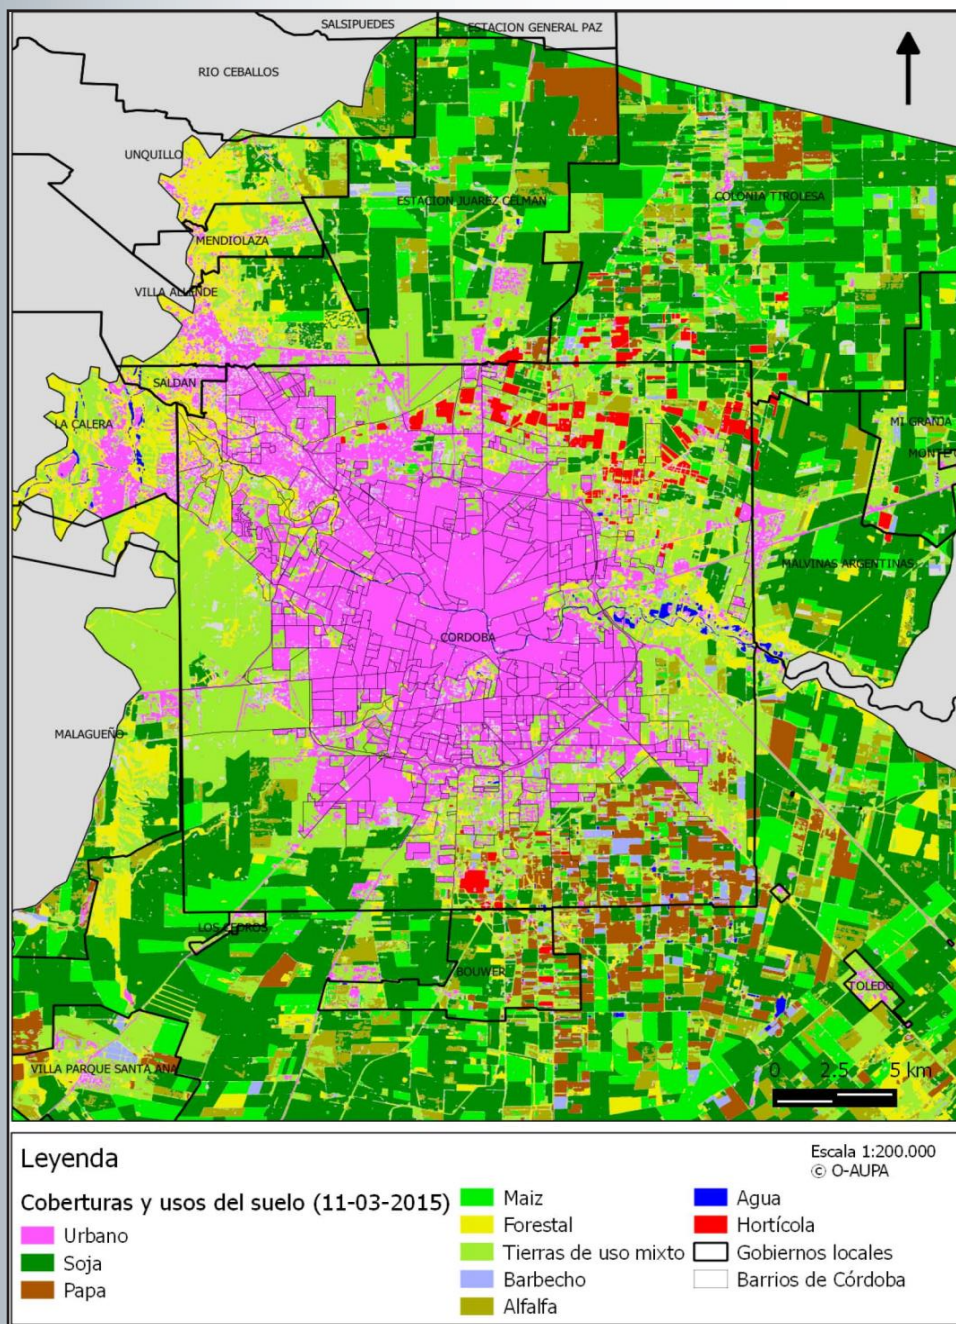 SALSIPUEDES
ESTACION GENERAL PAZ
RIO CEBALLOS
UNQUILLO
COLONIA TIROLESA
ESTACION JUAREZ CELMAN
MENDIOLAZA
VILLA ALLENDE
SALDAN
LA CALERA
MI GRANJA
MONTE
MALVINAS ARGENTINAS
CORDOBA
MALAGUEÑO
LOS CEDROS
BOUWER
TOLEDO
VILLA PARQUE SANTA ANA
0 2.5 5 km
Leyenda
Escala 1:200.000
© O-AUPA
Coberturas y usos del suelo (11-03-2015)
Urbano
Soja
Papa
Maiz
Forestal
Tierras de uso mixto
Barbecho
Alfalfa
Agua
Hortícola
Gobiernos locales
Barrios de Córdoba